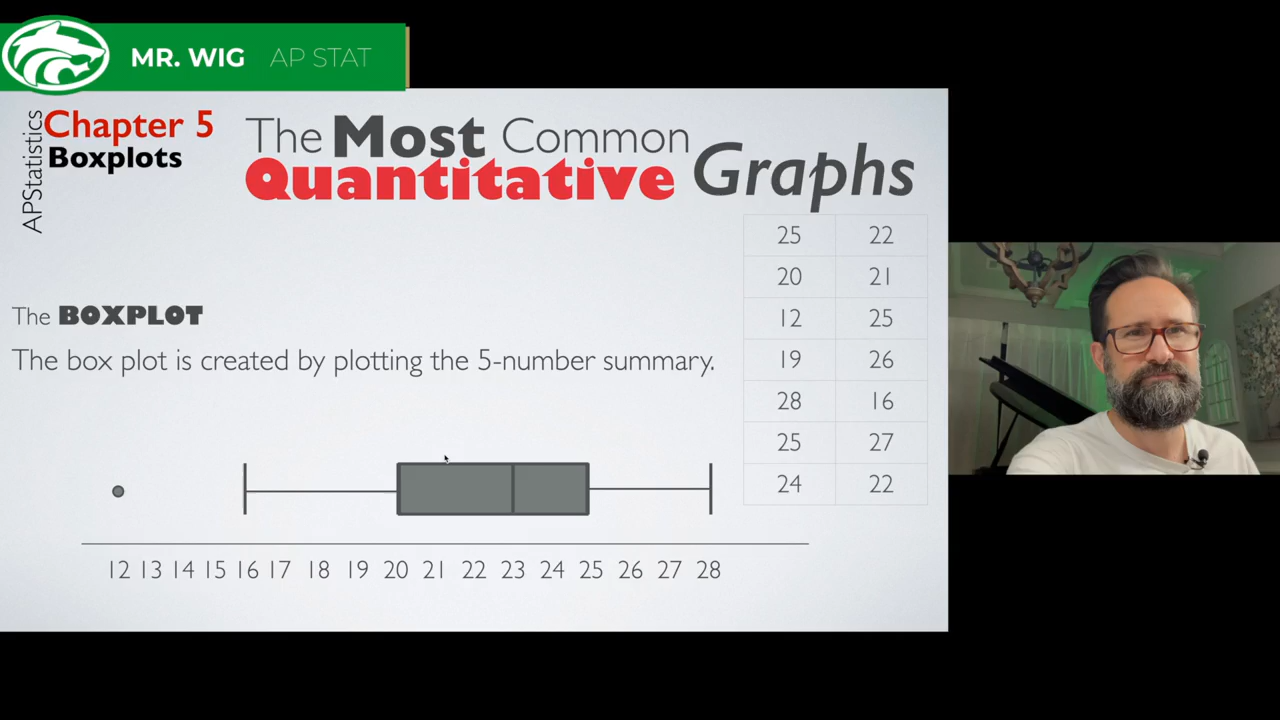 MR. WIG AP STAT
APStatistics
Chapter 5
Boxplots
The Most Common
Quantitative Graphs
25 22
20 21
12 25
19 26
28 16
25 27
24 22
The BOXPLOT
The box plot is created by plotting the 5-number summary.
12 13 14 15 16 17 18 19 20 21 22 23 24 25 26 27 28